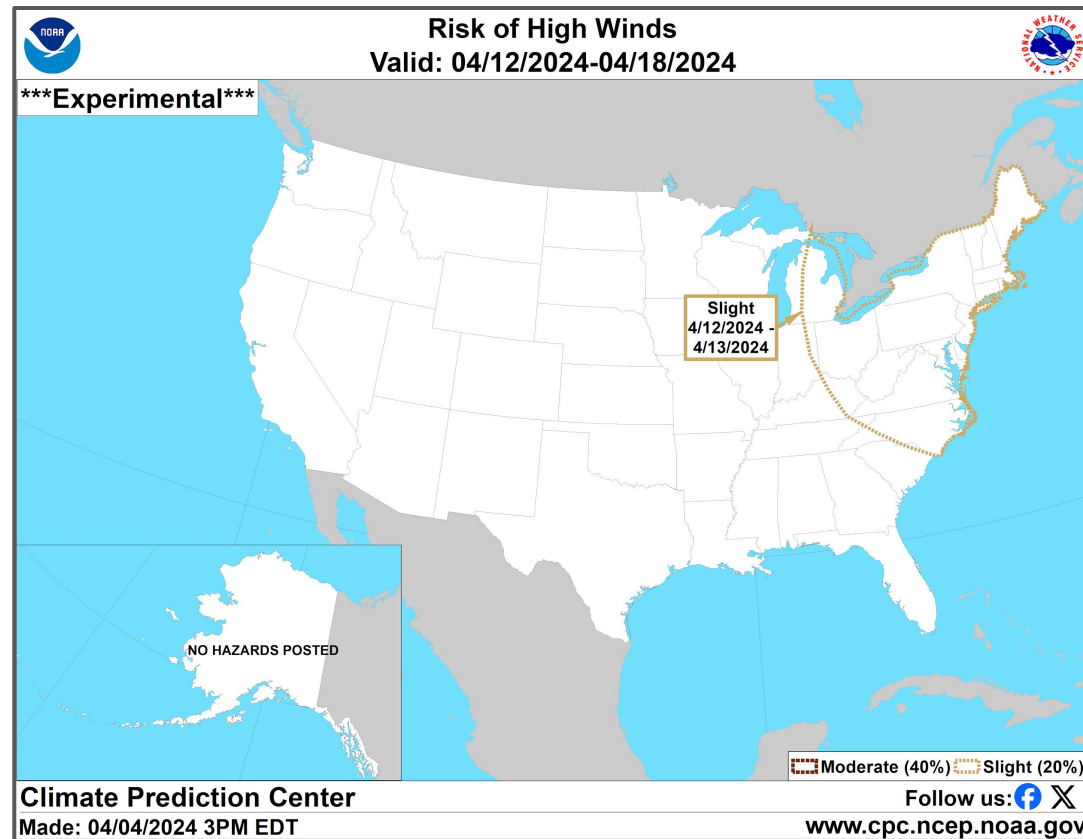 NOAA
Risk of High Winds
Valid: 04/12/2024-04/18/2024
NATIONAL WEATHER SERVICE
***Experimental***
Slight
4/12/2024 -
4/13/2024
NO HAZARDS POSTED
Moderate (40%) Slight (20%)
Climate Prediction Center
Follow us:
Made: 04/04/2024 3PM EDT
www.cpc.ncep.noaa.gov